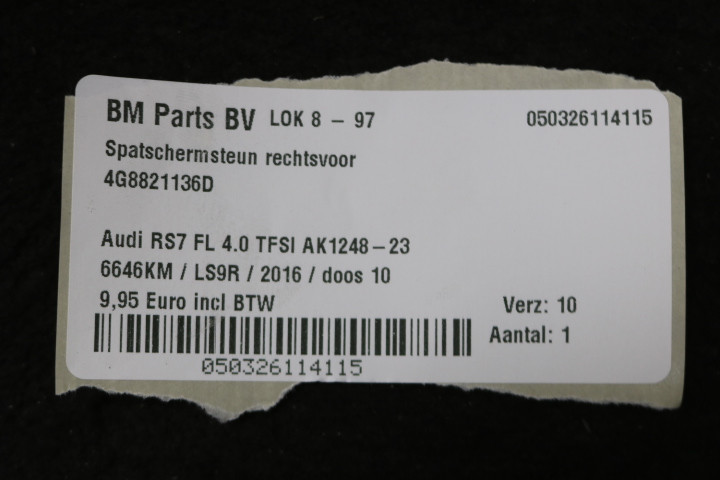 BM Parts BV LOK 8 - 97 050326114115
Spatschermsteun rechtsvoor
4G8821136D
Audi RS7 FL 4.0 TFSI AK1248-23
6646KM / LS9R / 2016 / doos 10
9,95 Euro incl BTW Verz: 10
Aantal: 1
050326114115